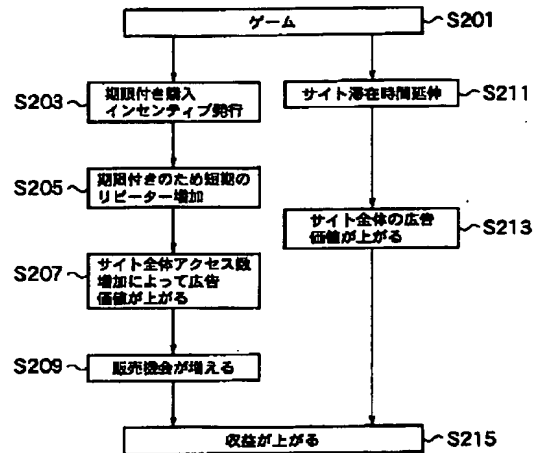 ゲーム
S201
S203
期限付き購入
インセンティブ発行
サイト滞在時間延伸
S211
S205
期限付きのため短期の
リピーター増加
サイト全体の広告
価値が上がる
S213
S207
サイト全体アクセス数
増加によって広告
価値が上がる
S209
販売機会が増える
収益が上がる
S215